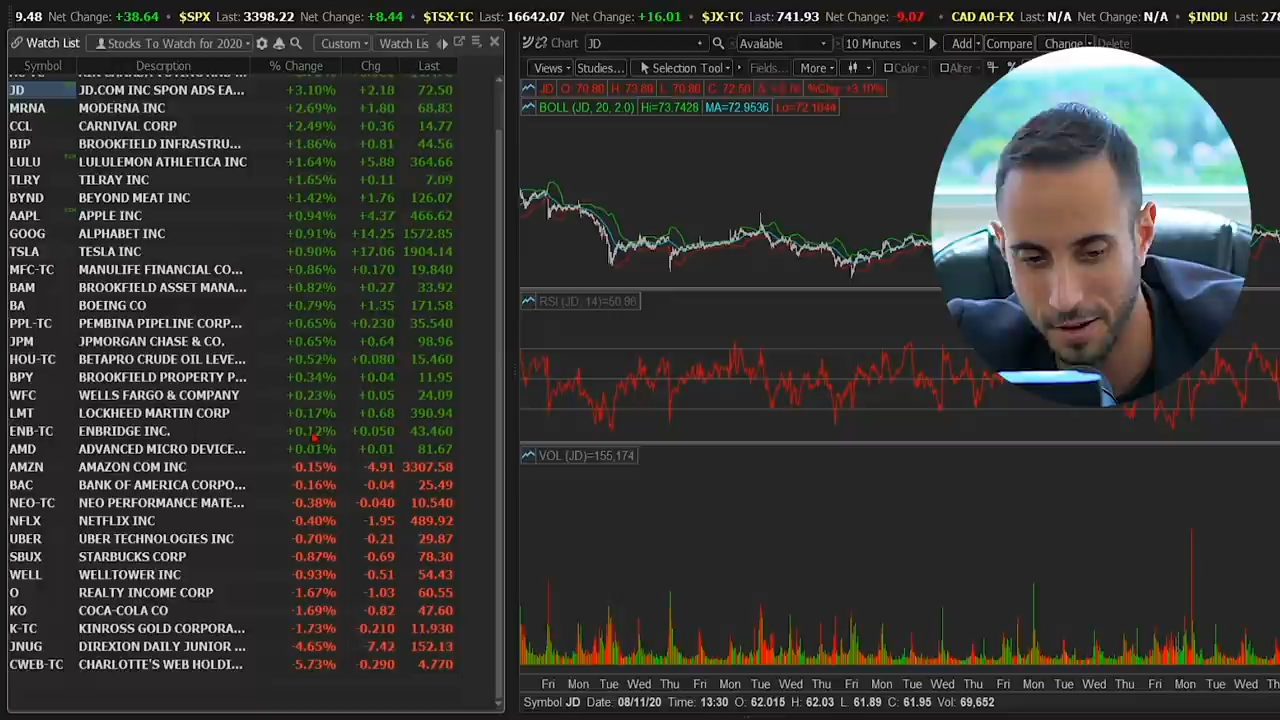 9.48 Net Change: +38.64 • $SPX Last: 3398.22 Net Change: +8.44 • $TSX-TC Last: 16642.07 Net Change: +16.01 • $JX-TC Last: 741.93 Net Change: -9.07 • CAD A0-FX Last: N/A Net Change: N/A • $INDU Last: 276
Watch List Stocks To Watch for 2020 Custom Watch Lis
Symbol Description % Change Chg Last
JD JD.COM INC SPON ADS EA... +3.10% +2.18 72.50
MRNA MODERNA INC +2.69% +1.80 68.83
CCL CARNIVAL CORP +2.49% +0.36 14.77
BIP BROOKFIELD INFRASTRU... +1.86% +0.81 44.56
LULU LULULEMON ATHLETICA INC +1.64% +5.88 364.66
TLRY TILRAY INC +1.65% +0.11 7.09
BYND BEYOND MEAT INC +1.42% +1.76 126.07
AAPL APPLE INC +0.94% +4.37 466.62
GOOG ALPHABET INC +0.91% +14.25 1572.85
TSLA TESLA INC +0.90% +17.06 1904.14
MFC-TC MANULIFE FINANCIAL CO... +0.86% +0.170 19.840
BAM BROOKFIELD ASSET MANA... +0.82% +0.27 33.92
BA BOEING CO +0.79% +1.35 171.58
PPL-TC PEMBINA PIPELINE CORP... +0.65% +0.230 35.540
JPM JPMORGAN CHASE & CO. +0.65% +0.64 98.96
HOU-TC BETAPRO CRUDE OIL LEVE... +0.52% +0.080 15.460
BPY BROOKFIELD PROPERTY P... +0.34% +0.04 11.95
WFC WELLS FARGO & COMPANY +0.23% +0.05 24.09
LMT LOCKHEED MARTIN CORP +0.17% +0.68 390.94
ENB-TC ENBRIDGE INC. +0.12% +0.050 43.460
AMD ADVANCED MICRO DEVICE... +0.01% +0.01 81.67
AMZN AMAZON COM INC -0.15% -4.91 3307.58
BAC BANK OF AMERICA CORPO... -0.16% -0.04 25.49
NEO-TC NEO PERFORMANCE MATE... -0.38% -0.040 10.540
NFLX NETFLIX INC -0.40% -1.95 489.92
UBER UBER TECHNOLOGIES INC -0.70% -0.21 29.87
SBUX STARBUCKS CORP -0.87% -0.69 78.30
WELL WELLTOWER INC -0.93% -0.51 54.43
O REALTY INCOME CORP -1.67% -1.03 60.55
KO COCA-COLA CO -1.69% -0.82 47.60
K-TC KINROSS GOLD CORPORA... -1.73% -0.210 11.930
JNUG DIREXION DAILY JUNIOR ... -4.65% -7.42 152.13
CWEB-TC CHARLOTTE'S WEB HOLDI... -5.73% -0.290 4.770
Chart JD Available 10 Minutes Add Compare Change Delete
Views Studies... Selection Tool Fields... More Color Alter
JD O: 70.80 H: 73.89 L: 70.80 C: 72.50 %Chg: +3.10%
BOLL (JD, 20, 2.0) Hi=73.7428 MA=72.9536 Lo=72.1644
RSI (JD, 14)=50.86
VOL (JD)=155,174
Fri Mon Tue Wed Thu Fri Mon Tue Wed Thu Fri Mon Tue Wed Thu Fri Mon Tue Wed Thu Fri Mon Tue Wed Th
Symbol JD Date: 08/11/20 Time: 13:30 O: 62.015 H: 62.03 L: 61.89 C: 61.95 Vol: 69,652